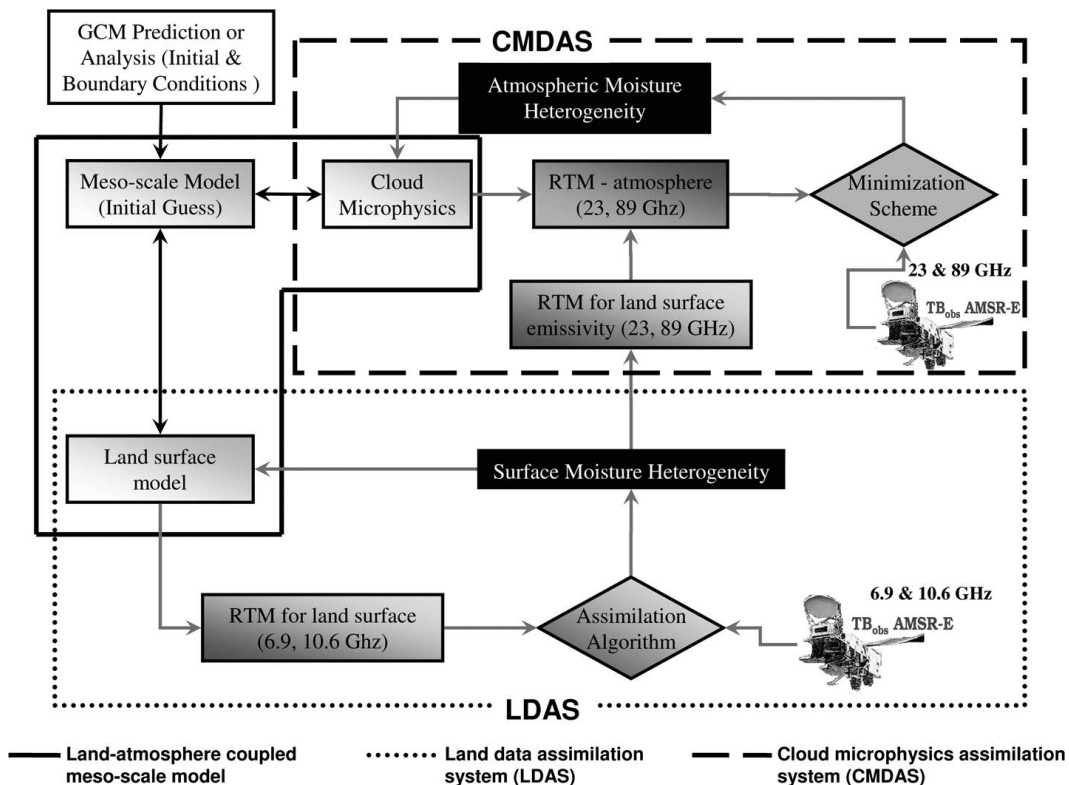 GCM Prediction or
Analysis (Initial &
Boundary Conditions )
CMDAS
Atmospheric Moisture
Heterogeneity
Meso-scale Model
(Initial Guess)
Cloud
Microphysics
RTM - atmosphere
(23, 89 Ghz)
Minimization
Scheme
23 & 89 GHz
TBobs AMSR-E
RTM for land surface
emissivity (23, 89 GHz)
Land surface
model
Surface Moisture Heterogeneity
RTM for land surface
(6.9, 10.6 Ghz)
Assimilation
Algorithm
6.9 & 10.6 GHz
TBobs AMSR-E
LDAS
Land-atmosphere coupled
meso-scale model
Land data assimilation
system (LDAS)
Cloud microphysics assimilation
system (CMDAS)